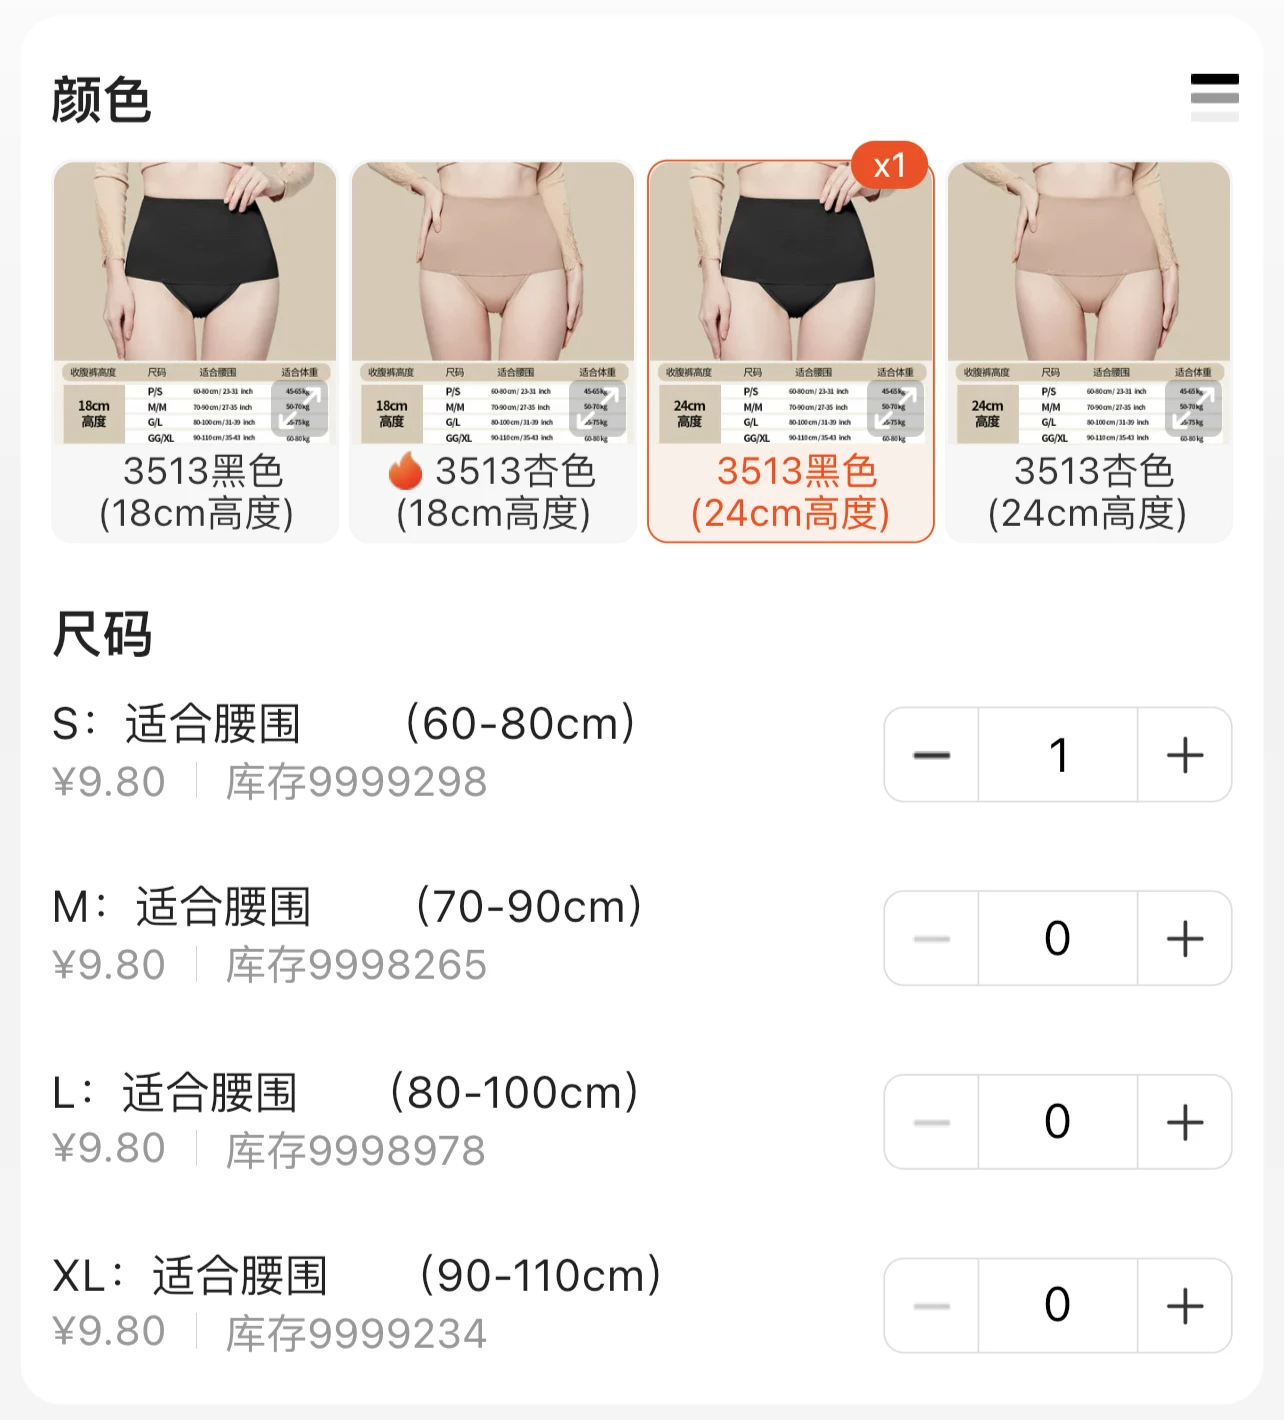 颜色
x1
收腹裤高度 尺码 适合腰围 适合体重
18cm
高度
P/S 60-80cm / 23-31 inch 45-65kg
M/M 70-90cm / 27-35 inch 50-70kg
G/L 80-100cm / 31-39 inch
GG/XL 90-110cm / 35-43 inch 60-80kg
3513黑色
(18cm高度)
收腹裤高度 尺码 适合腰围 适合体重
18cm
高度
P/S 60-80cm / 23-31 inch 45-65kg
M/M 70-90cm / 27-35 inch 50-70kg
G/L 80-100cm / 31-39 inch
GG/XL 90-110cm / 35-43 inch 60-80kg
🔥 3513杏色
(18cm高度)
收腹裤高度 尺码 适合腰围 适合体重
24cm
高度
P/S 60-80cm / 23-31 inch 45-65kg
M/M 70-90cm / 27-35 inch 50-70kg
G/L 80-100cm / 31-39 inch
GG/XL 90-110cm / 35-43 inch 60-80kg
3513黑色
(24cm高度)
收腹裤高度 尺码 适合腰围 适合体重
24cm
高度
P/S 60-80cm / 23-31 inch 45-65kg
M/M 70-90cm / 27-35 inch 50-70kg
G/L 80-100cm / 31-39 inch
GG/XL 90-110cm / 35-43 inch 60-80kg
3513杏色
(24cm高度)
尺码
S：适合腰围 （60-80cm）
¥9.80 库存9999298
1
M：适合腰围 （70-90cm）
¥9.80 库存9998265
0
L：适合腰围 （80-100cm）
¥9.80 库存9998978
0
XL：适合腰围 （90-110cm）
¥9.80 库存9999234
0